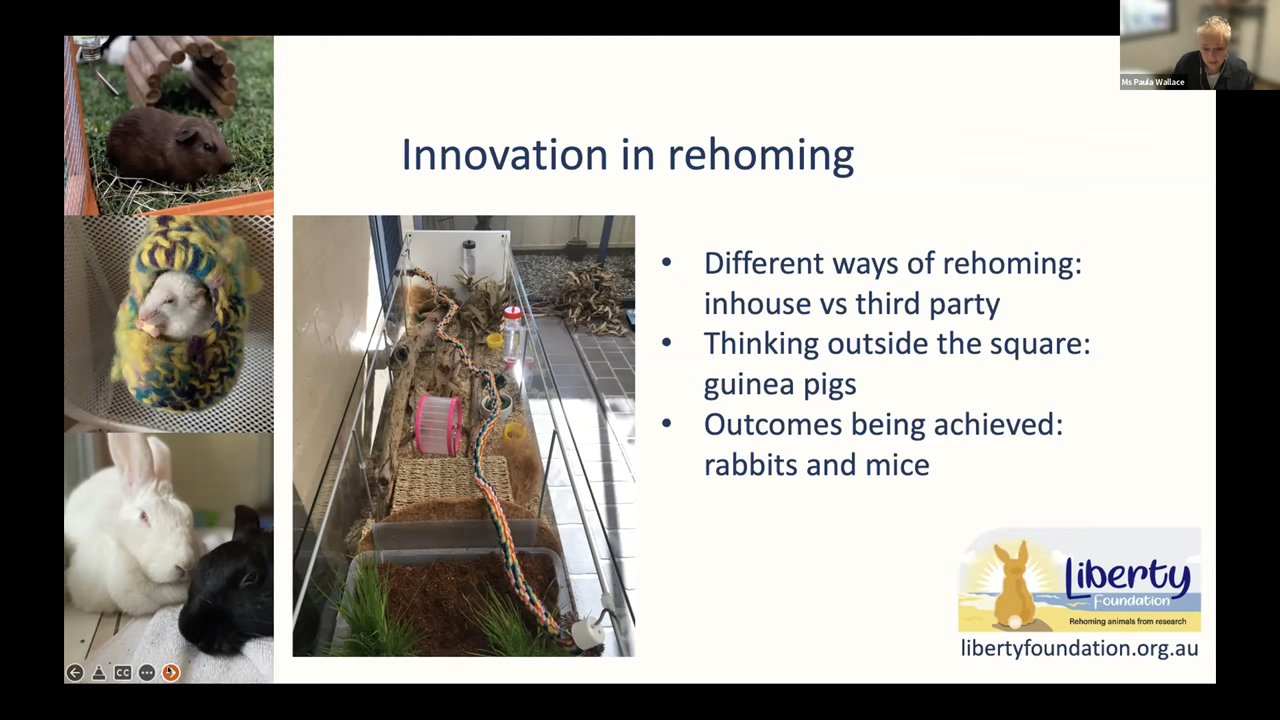 Ms Paula Wallace
Innovation in rehoming
• Different ways of rehoming:
inhouse vs third party
• Thinking outside the square:
guinea pigs
• Outcomes being achieved:
rabbits and mice
Liberty
Foundation
Rehoming animals from research
libertyfoundation.org.au
CC